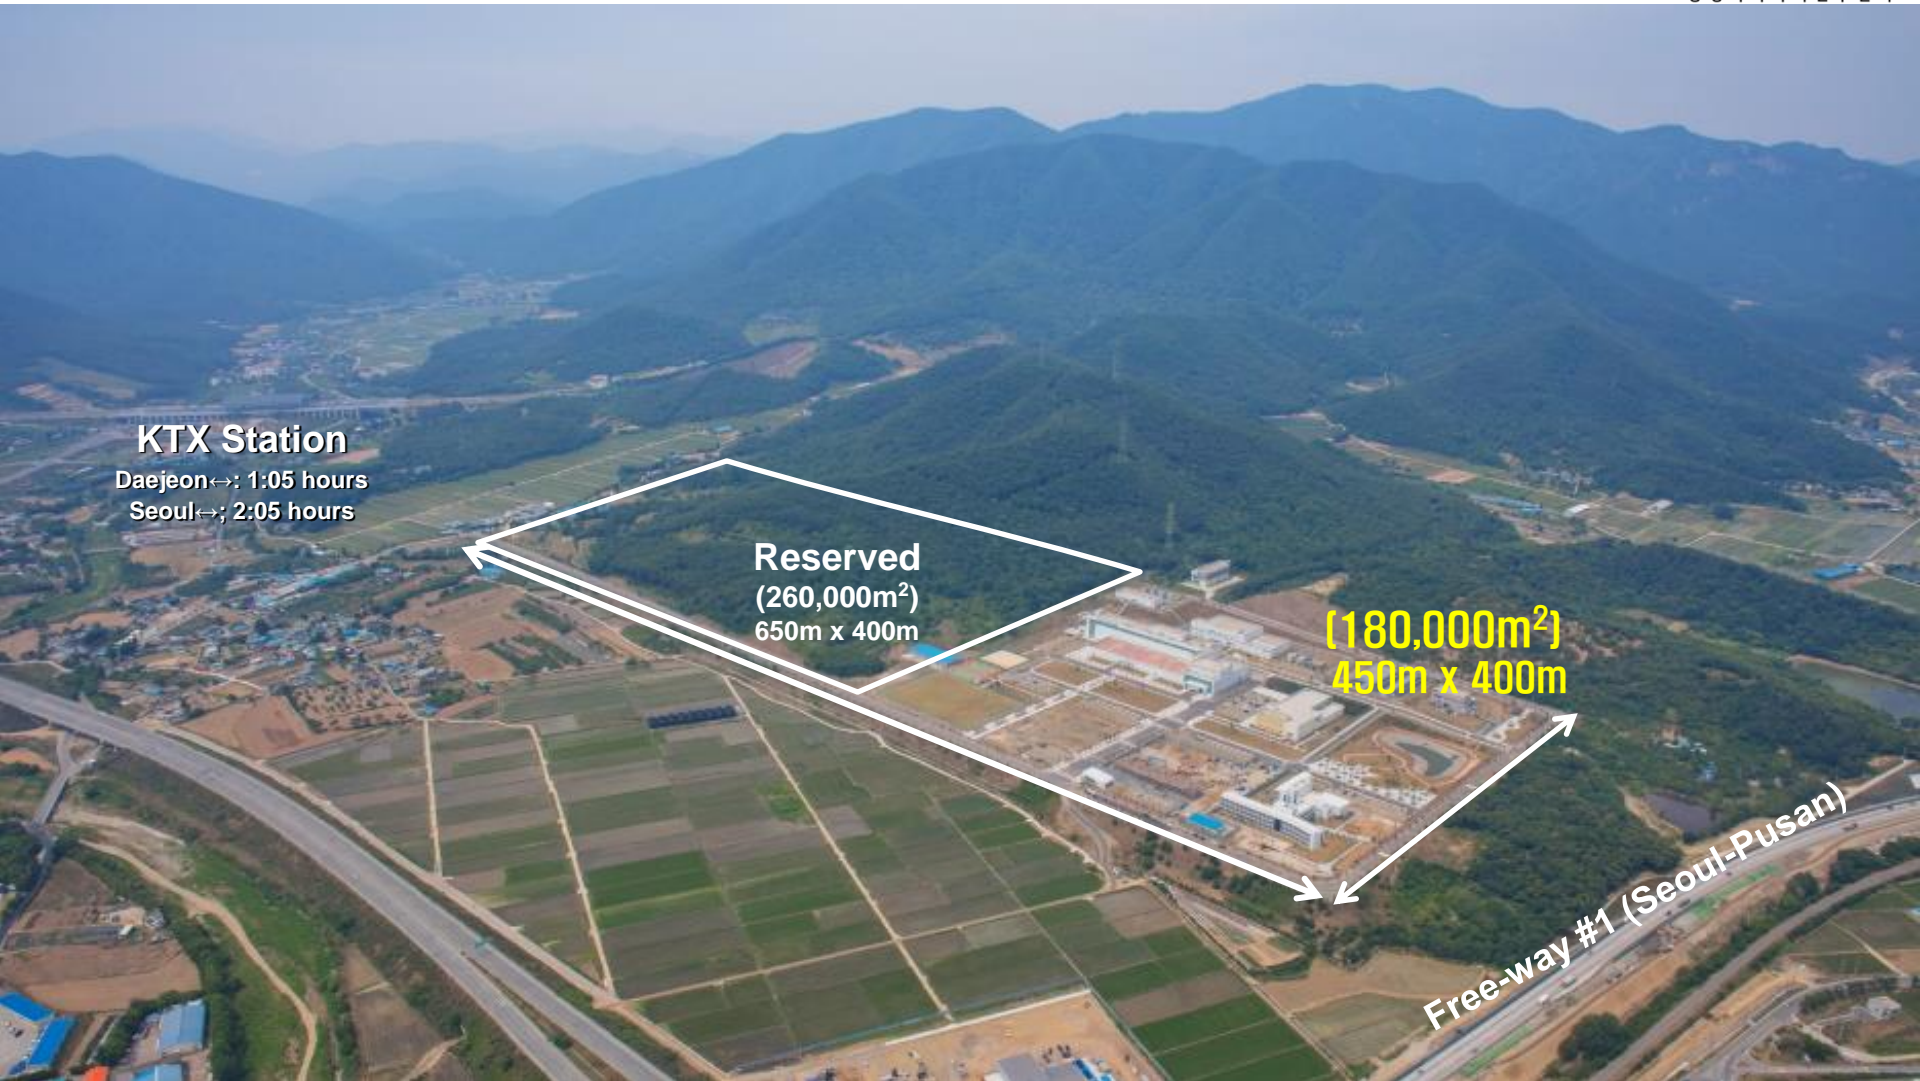 KTX Station
Daejeon↔: 1:05 hours
Seoul↔; 2:05 hours
Reserved
(260,000m²)
650m x 400m
(180,000m²)
450m x 400m
Free-way #1 (Seoul-Pusan)